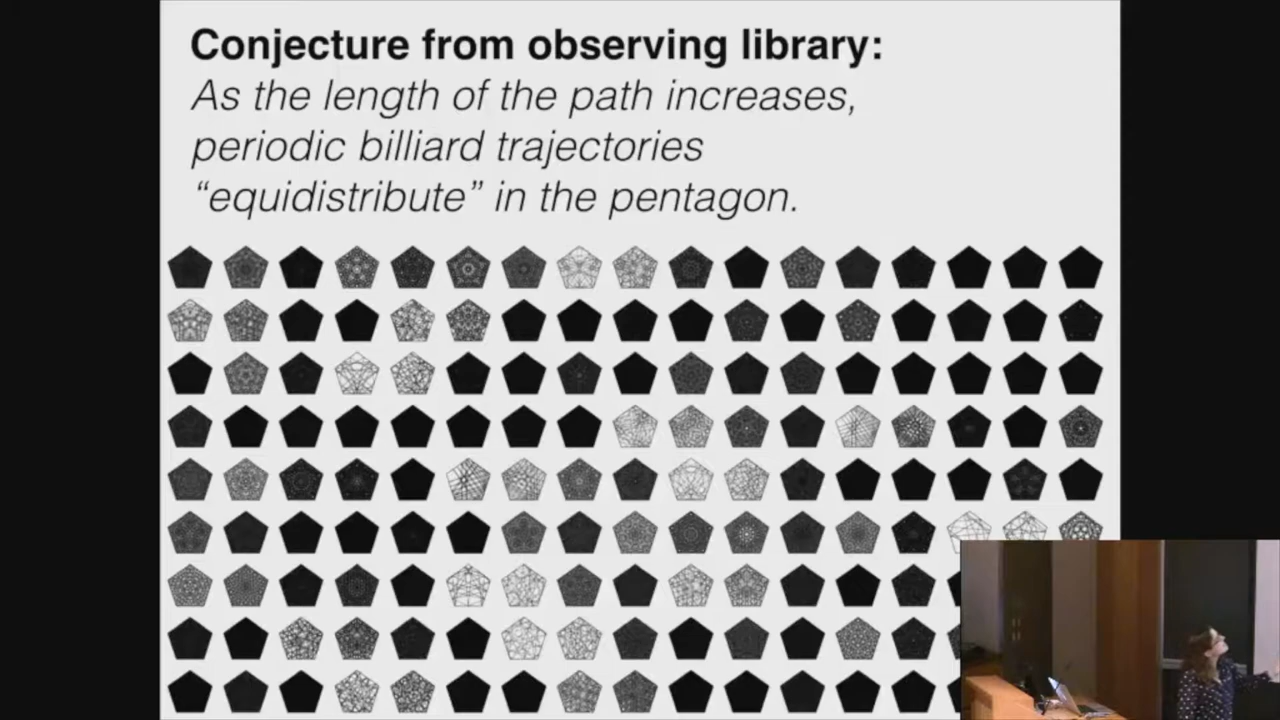 Conjecture from observing library:
As the length of the path increases,
periodic billiard trajectories
“equidistribute” in the pentagon.